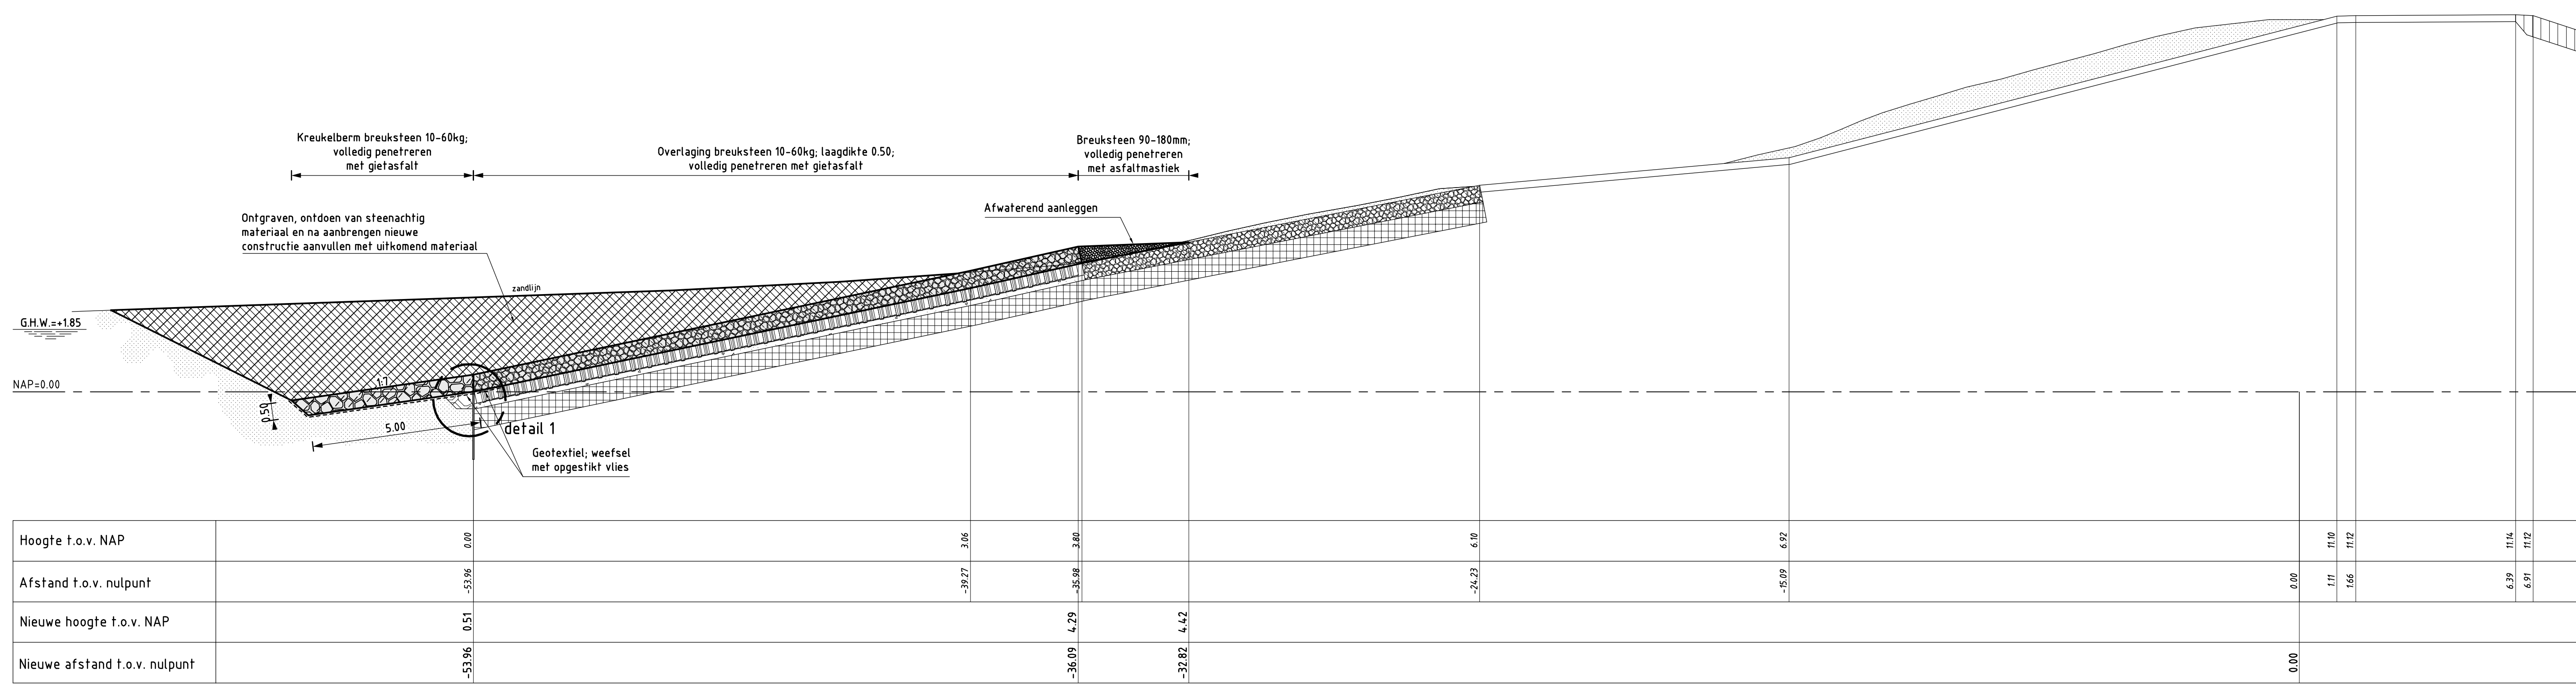 Kreukelberm breuksteen 10-60kg;
volledig penetreren
met gietasfalt
Overlaging breuksteen 10-60kg; laagdikte 0.50;
volledig penetreren met gietasfalt
Breuksteen 90-180mm;
volledig penetreren
met asfaltmastiek
Afwaterend aanleggen
Ontgraven, ontdoen van steenachtig
materiaal en na aanbrengen nieuwe
constructie aanvullen met uitkomend materiaal
zandlijn
G.H.W.=+1.85
NAP=0.00
1:7
0.50
5.00
detail 1
Geotextiel; weefsel
met opgestikt vlies
Hoogte t.o.v. NAP 0.00 3.06 3.80 6.10 6.92 11.10 11.12 11.14 11.12
Afstand t.o.v. nulpunt -53.96 -39.27 -35.98 -24.23 -15.09 0.00 1.11 1.66 6.39 6.91
Nieuwe hoogte t.o.v. NAP 0.51 4.29 4.42
Nieuwe afstand t.o.v. nulpunt -53.96 -36.09 -32.82 0.00